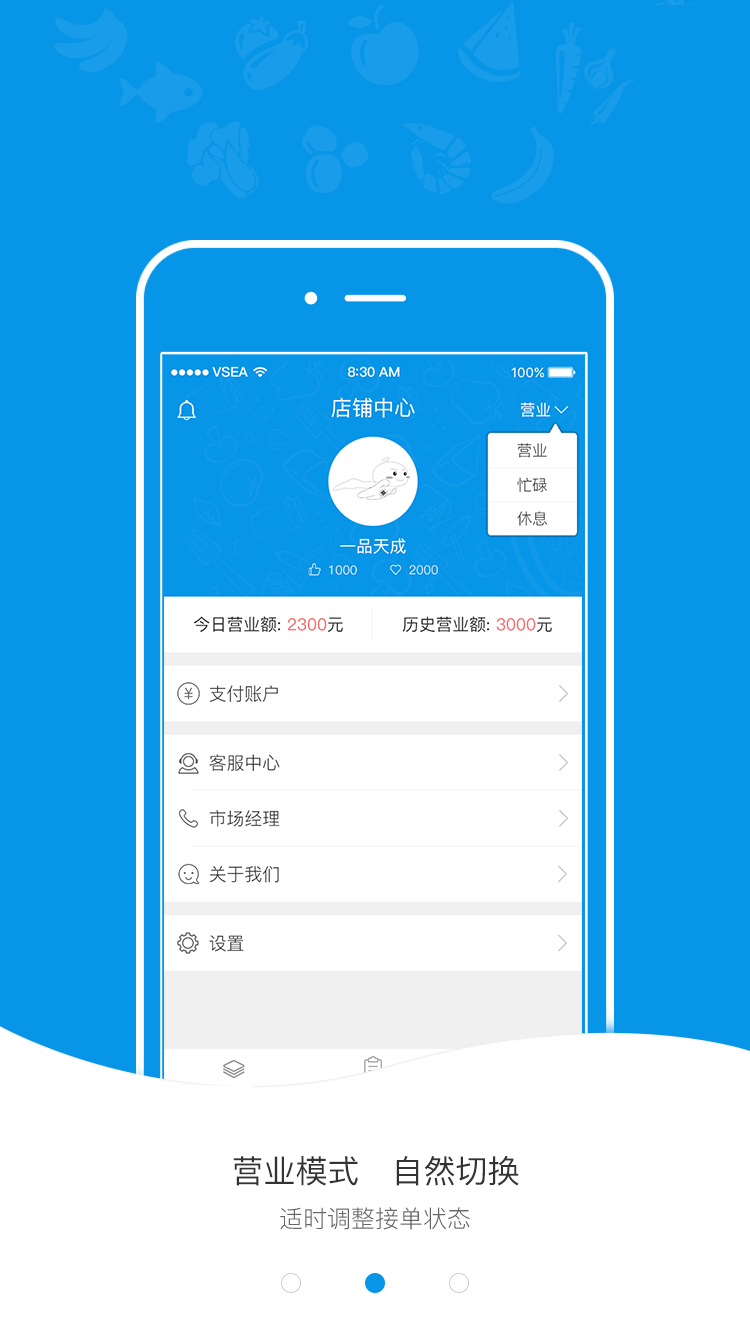 VSEA 8:30 AM 100%
店铺中心 营业
营业
忙碌
休息
一品天成
1000 2000
今日营业额: 2300元 历史营业额: 3000元
¥ 支付账户
客服中心
市场经理
关于我们
设置
营业模式 自然切换
适时调整接单状态